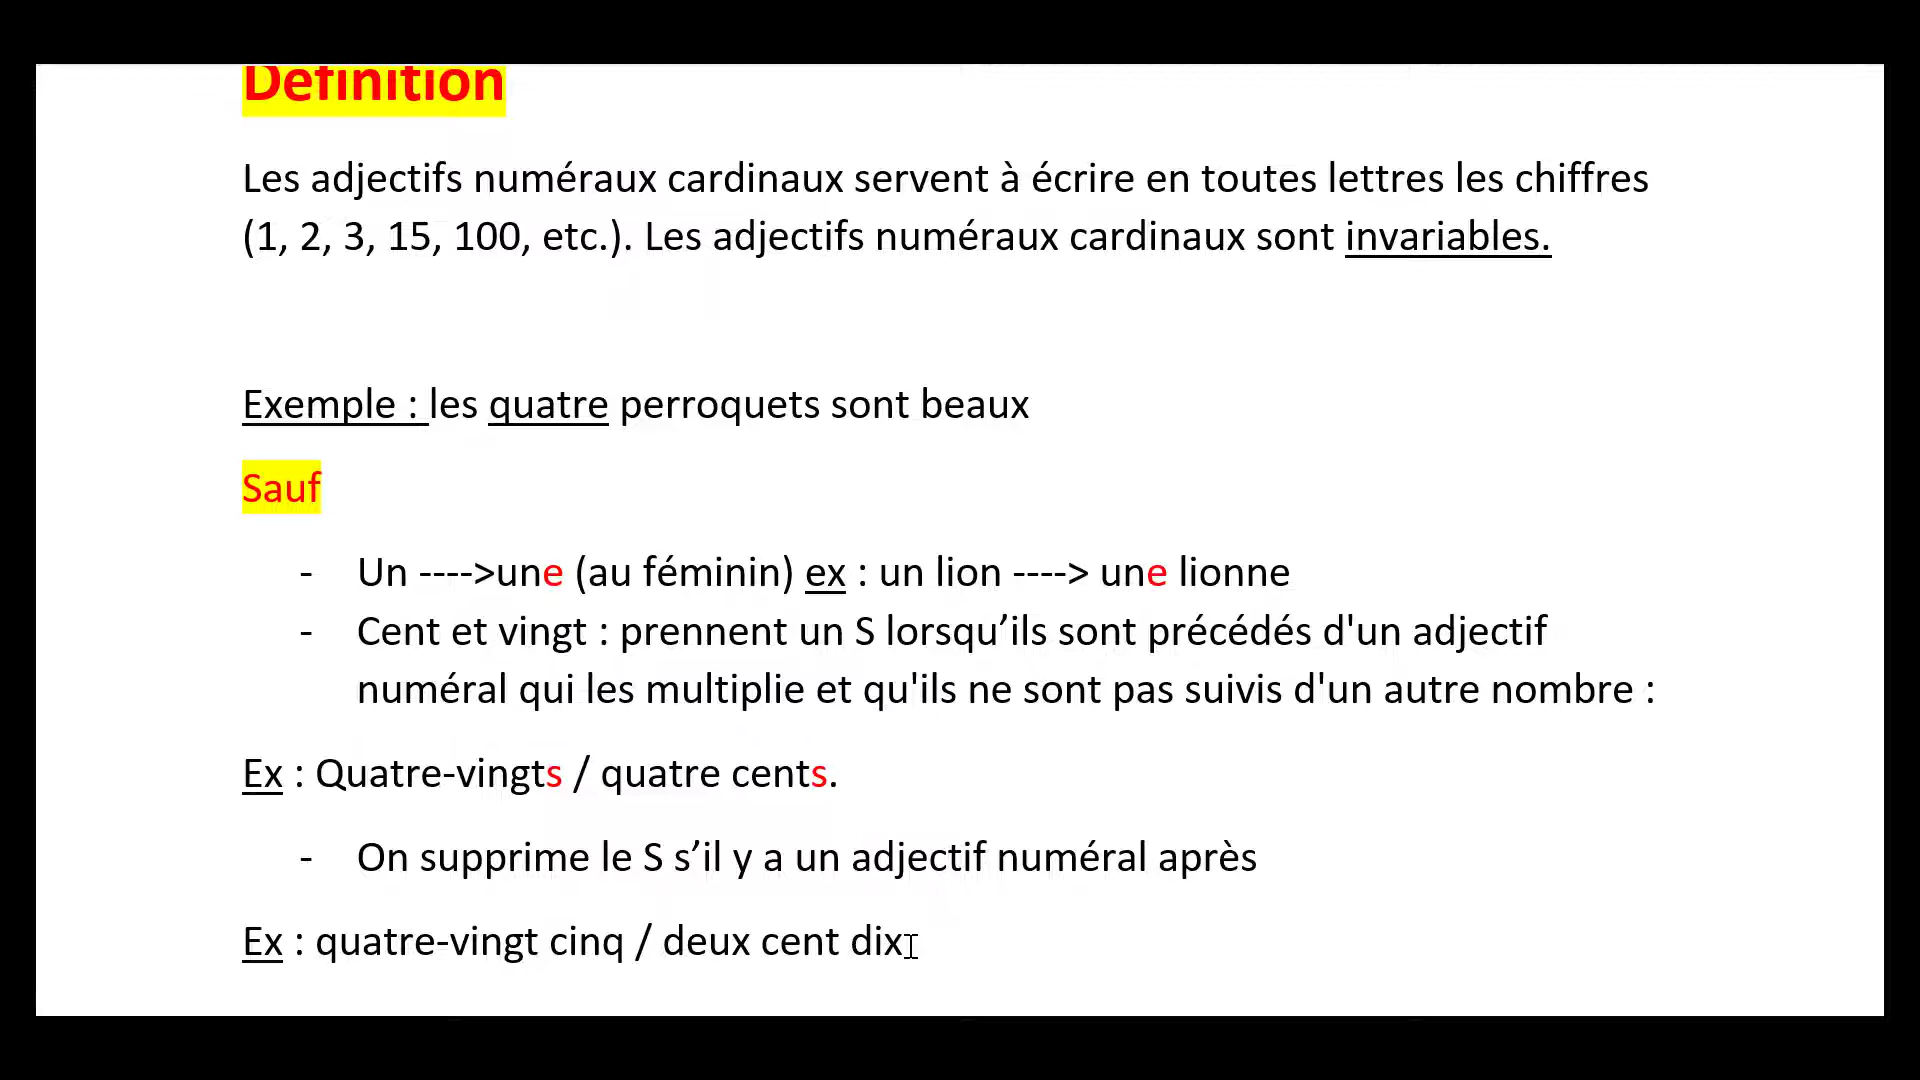 Définition
Les adjectifs numéraux cardinaux servent à écrire en toutes lettres les chiffres
(1, 2, 3, 15, 100, etc.). Les adjectifs numéraux cardinaux sont invariables.
Exemple : les quatre perroquets sont beaux
Sauf
- Un ---->une (au féminin) ex : un lion ----> une lionne
- Cent et vingt : prennent un S lorsqu’ils sont précédés d'un adjectif
numéral qui les multiplie et qu'ils ne sont pas suivis d'un autre nombre :
Ex : Quatre-vingts / quatre cents.
- On supprime le S s’il y a un adjectif numéral après
Ex : quatre-vingt cinq / deux cent dix